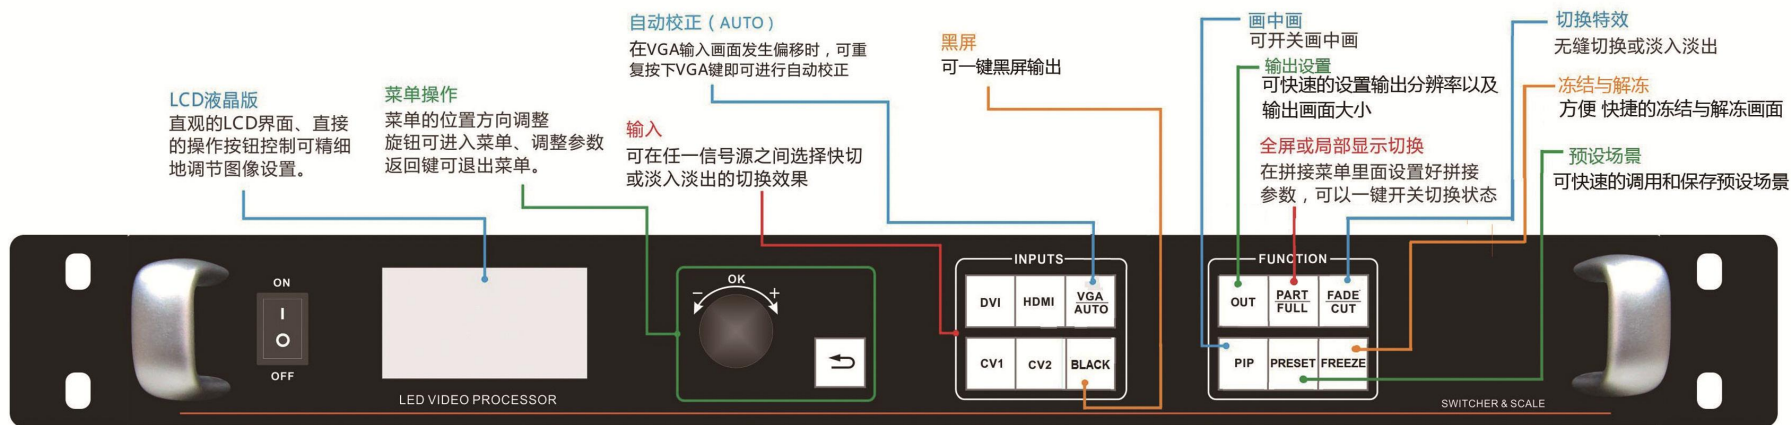 LCD液晶版
直观的LCD界面、直接
的操作按钮控制可精细
地调节图像设置。
菜单操作
菜单的位置方向调整
旋钮可进入菜单、调整参数
返回键可退出菜单。
自动校正（AUTO）
在VGA输入画面发生偏移时，可重
复按下VGA键即可进行自动校正
输入
可在任一信号源之间选择快切
或淡入淡出的切换效果
黑屏
可一键黑屏输出
画中画
可开关画中画
输出设置
可快速的设置输出分辨率以及
输出画面大小
全屏或局部显示切换
在拼接菜单里面设置好拼接
参数，可以一键开关切换状态
切换特效
无缝切换或淡入淡出
冻结与解冻
方便 快捷的冻结与解冻画面
预设场景
可快速的调用和保存预设场景
ON
I
O
OFF
LED VIDEO PROCESSOR
OK
− +
INPUTS
DVI HDMI VGA
AUTO
CV1 CV2 BLACK
FUNCTION
OUT PART FADE
FULL CUT
PIP PRESET FREEZE
SWITCHER & SCALE